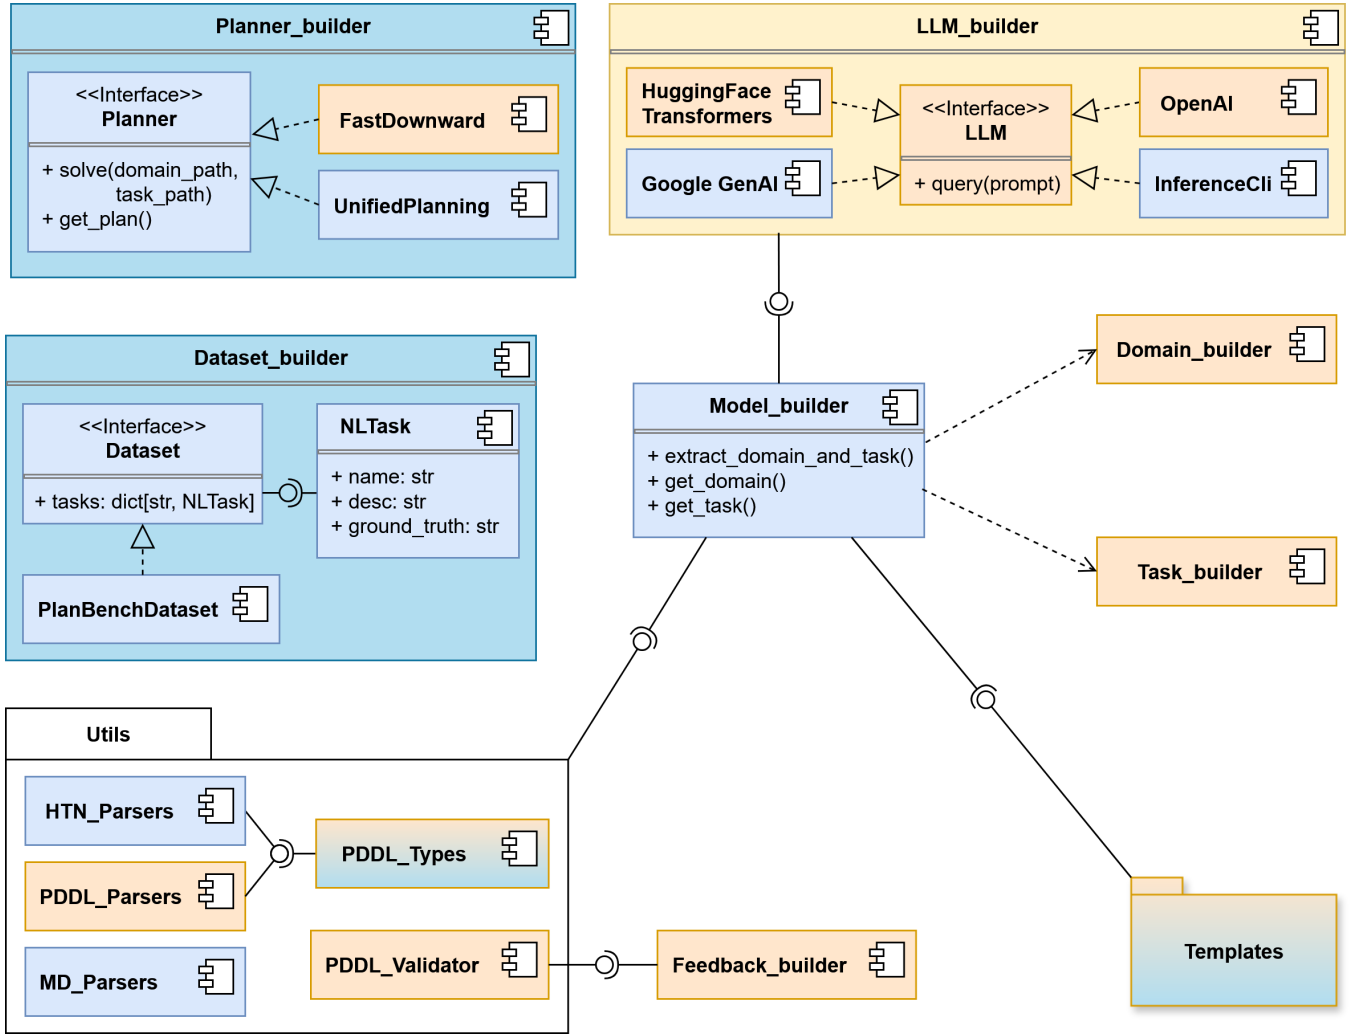 Planner_builder
<<Interface>>
Planner
+ solve(domain_path,
task_path)
+ get_plan()
FastDownward
UnifiedPlanning
LLM_builder
HuggingFace
Transformers
Google GenAI
<<Interface>>
LLM
+ query(prompt)
OpenAI
InferenceCli
Dataset_builder
<<Interface>>
Dataset
+ tasks: dict[str, NLTask]
NLTask
+ name: str
+ desc: str
+ ground_truth: str
PlanBenchDataset
Model_builder
+ extract_domain_and_task()
+ get_domain()
+ get_task()
Domain_builder
Task_builder
Utils
HTN_Parsers
PDDL_Parsers
MD_Parsers
PDDL_Types
PDDL_Validator
Feedback_builder
Templates